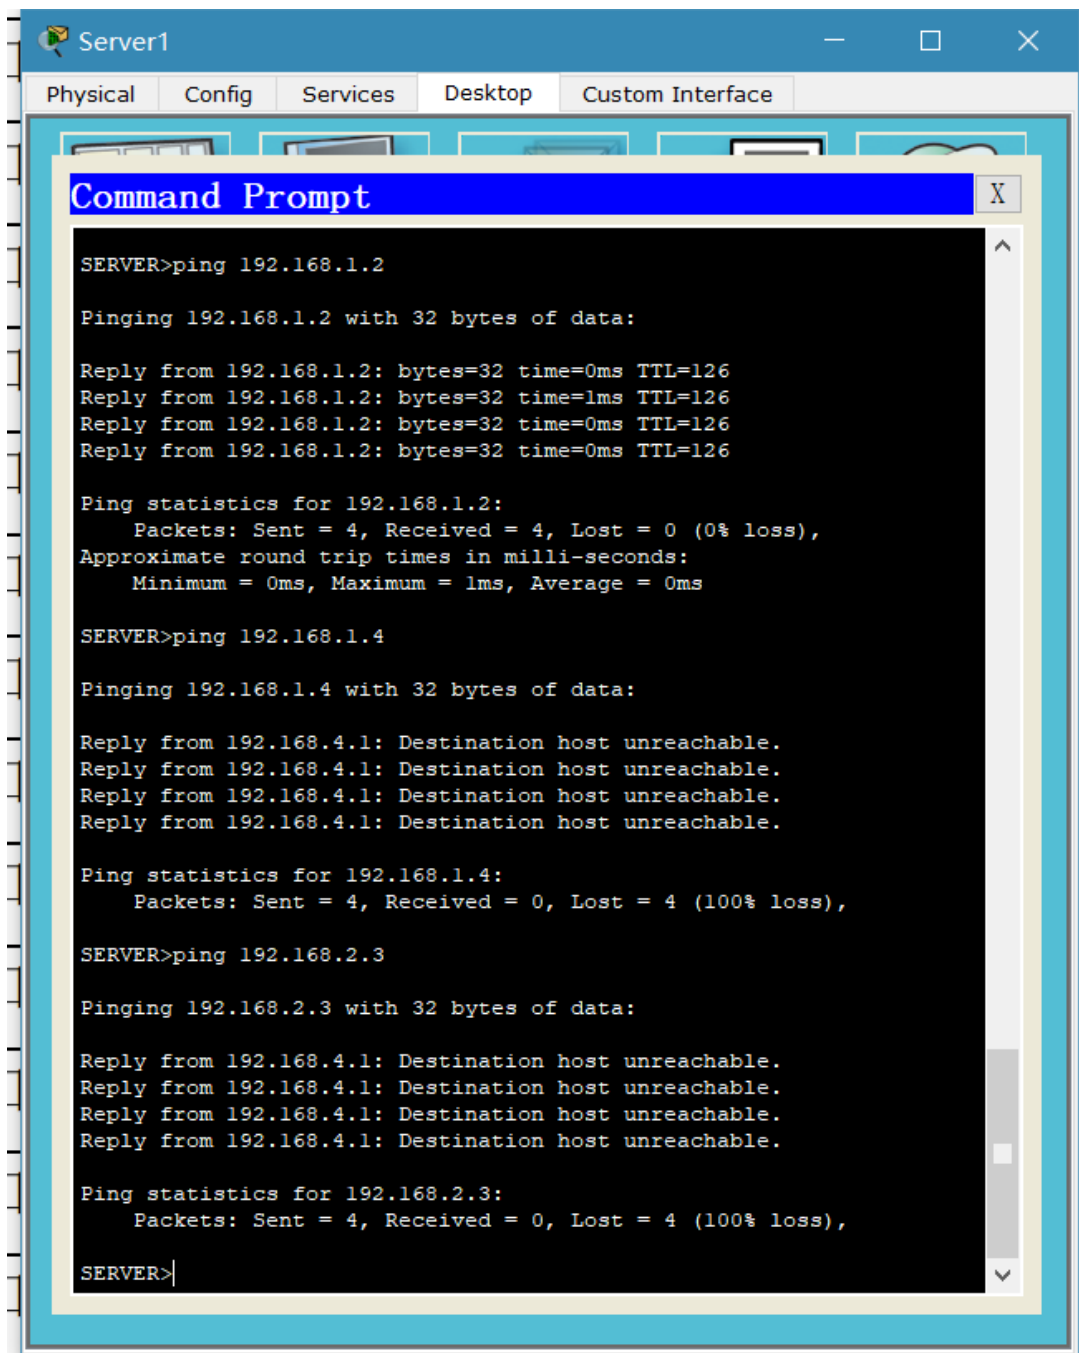 Server1
Physical Config Services Desktop Custom Interface
Command Prompt X
SERVER>ping 192.168.1.2
Pinging 192.168.1.2 with 32 bytes of data:
Reply from 192.168.1.2: bytes=32 time=0ms TTL=126
Reply from 192.168.1.2: bytes=32 time=1ms TTL=126
Reply from 192.168.1.2: bytes=32 time=0ms TTL=126
Reply from 192.168.1.2: bytes=32 time=0ms TTL=126
Ping statistics for 192.168.1.2:
Packets: Sent = 4, Received = 4, Lost = 0 (0% loss),
Approximate round trip times in milli-seconds:
Minimum = 0ms, Maximum = 1ms, Average = 0ms
SERVER>ping 192.168.1.4
Pinging 192.168.1.4 with 32 bytes of data:
Reply from 192.168.4.1: Destination host unreachable.
Reply from 192.168.4.1: Destination host unreachable.
Reply from 192.168.4.1: Destination host unreachable.
Reply from 192.168.4.1: Destination host unreachable.
Ping statistics for 192.168.1.4:
Packets: Sent = 4, Received = 0, Lost = 4 (100% loss),
SERVER>ping 192.168.2.3
Pinging 192.168.2.3 with 32 bytes of data:
Reply from 192.168.4.1: Destination host unreachable.
Reply from 192.168.4.1: Destination host unreachable.
Reply from 192.168.4.1: Destination host unreachable.
Reply from 192.168.4.1: Destination host unreachable.
Ping statistics for 192.168.2.3:
Packets: Sent = 4, Received = 0, Lost = 4 (100% loss),
SERVER>